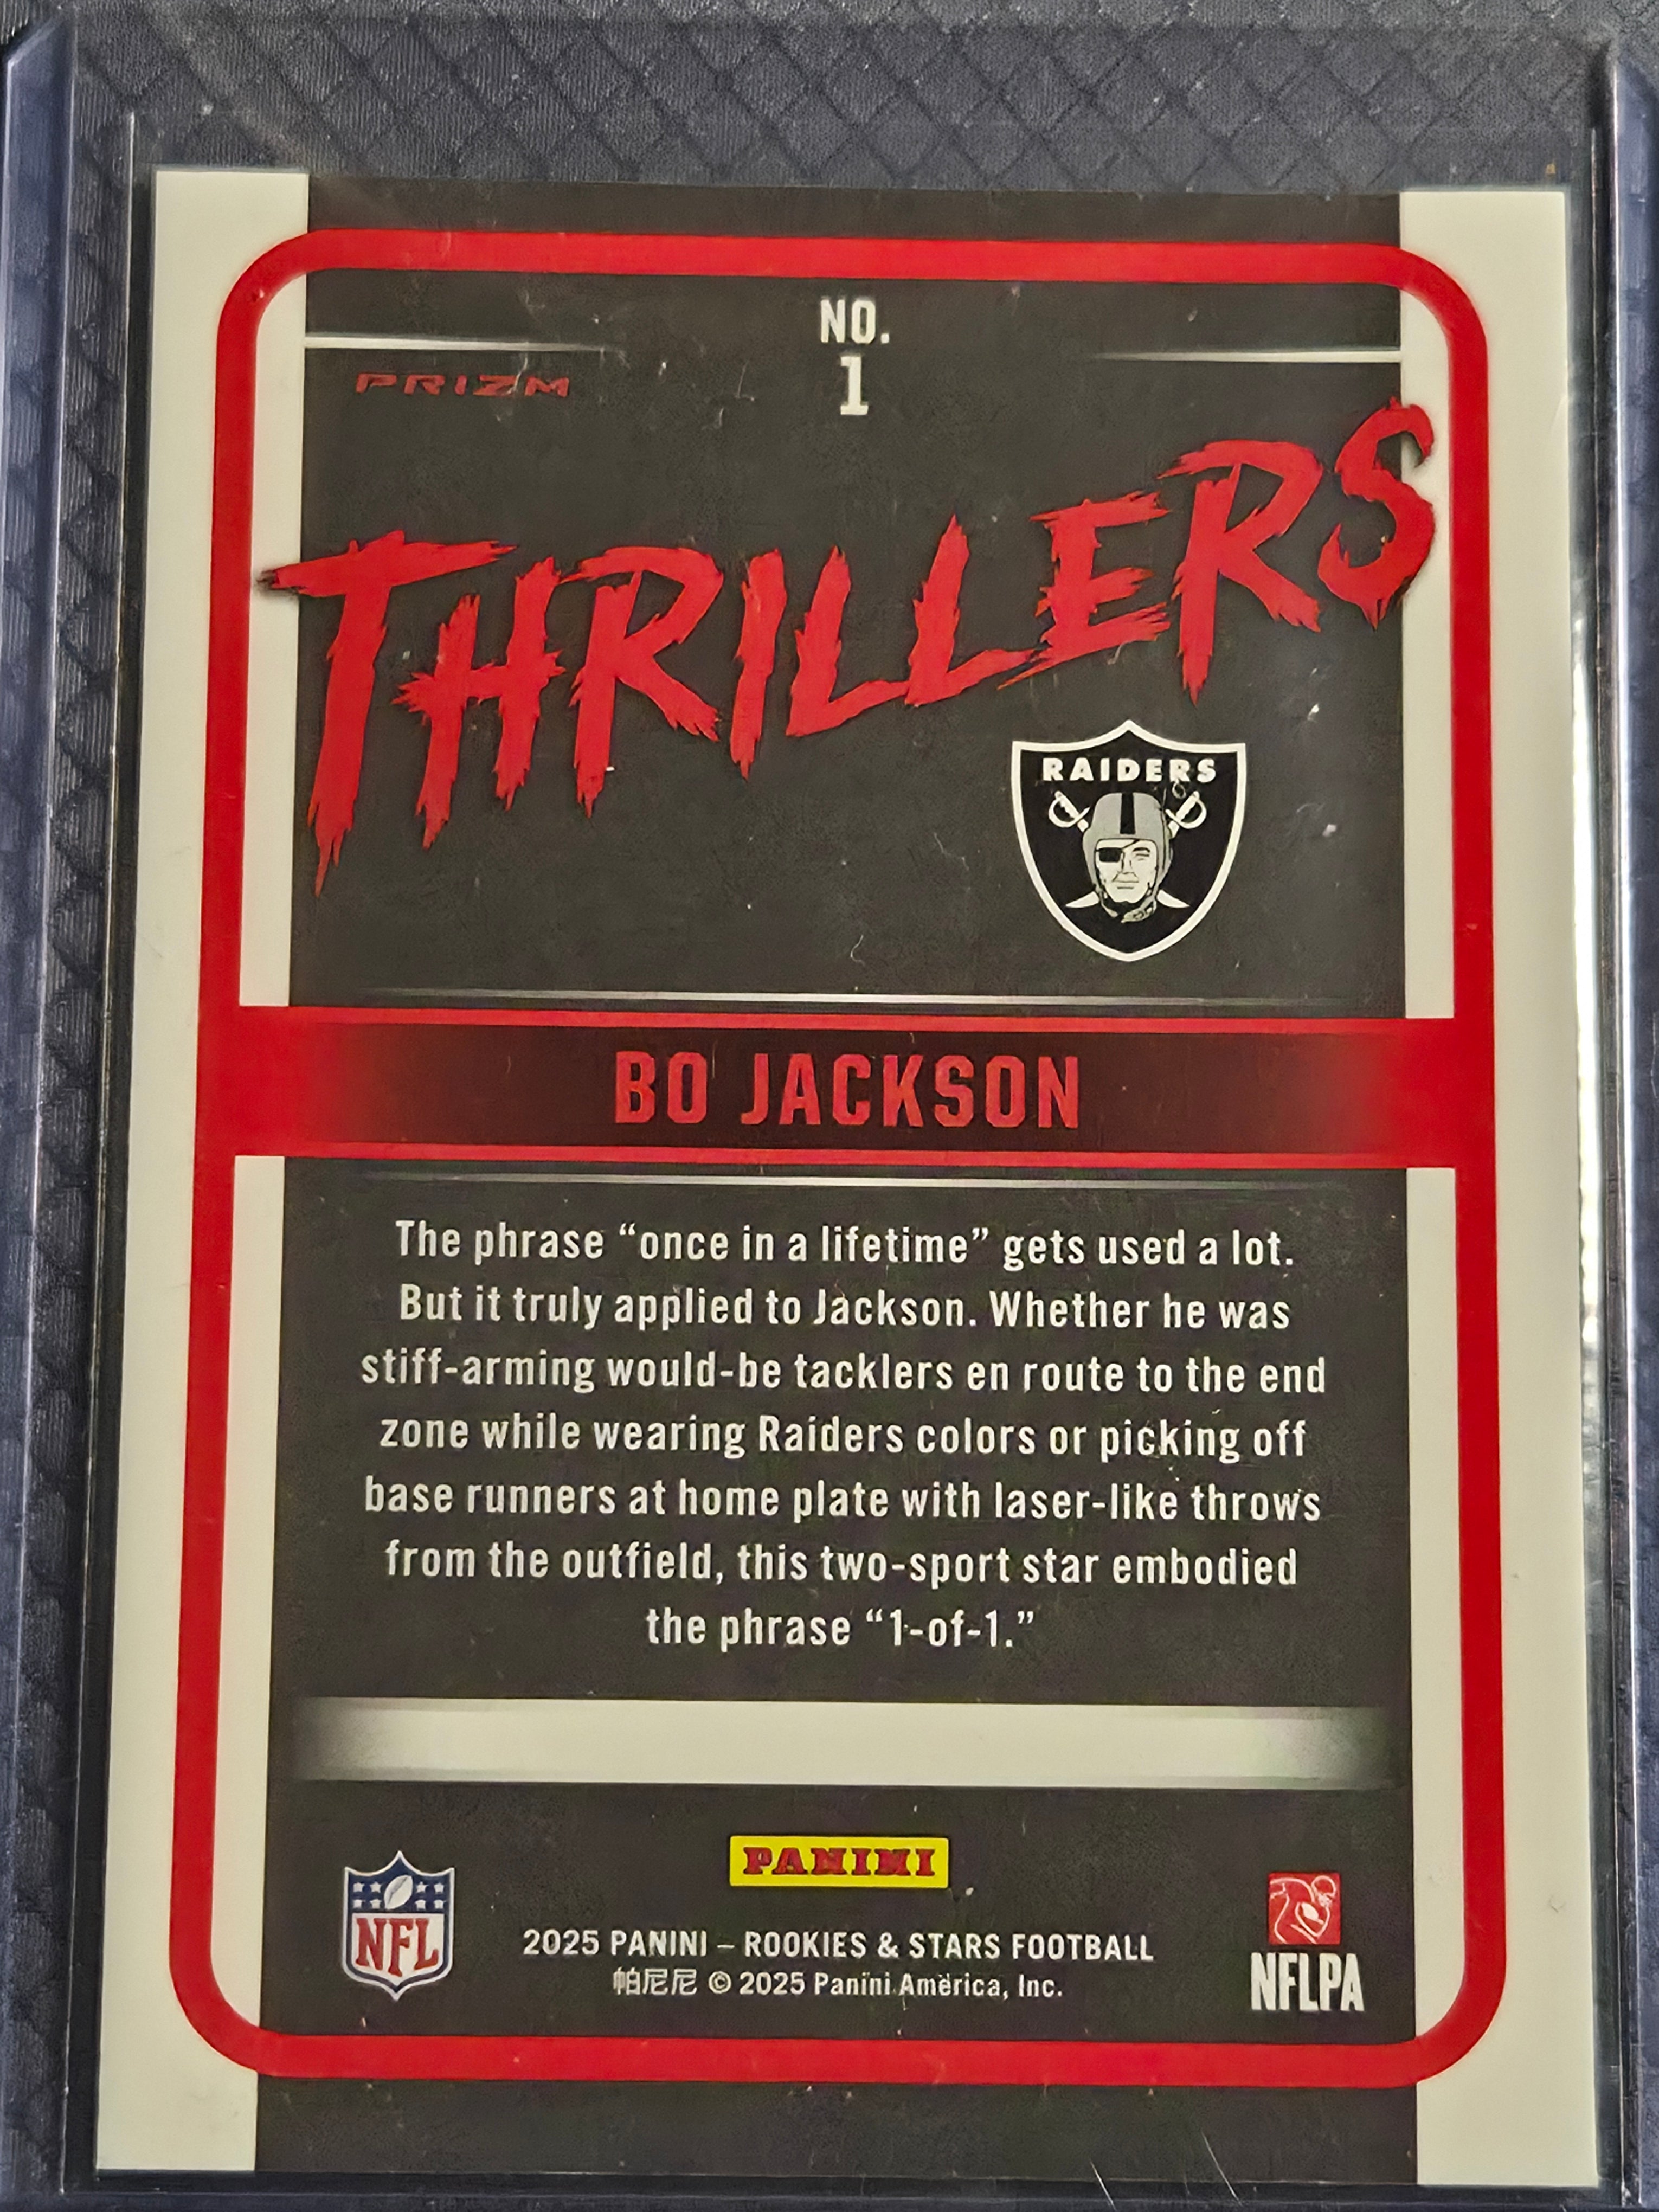 NO.
1
PRIZM
THRILLERS
RAIDERS
BO JACKSON
The phrase “once in a lifetime” gets used a lot.
But it truly applied to Jackson. Whether he was
stiff-arming would-be tacklers en route to the end
zone while wearing Raiders colors or picking off
base runners at home plate with laser-like throws
from the outfield, this two-sport star embodied
the phrase “1-of-1.”
PANINI
NFL
2025 PANINI – ROOKIES & STARS FOOTBALL
帕尼尼 © 2025 Panini America, Inc.
NFLPA